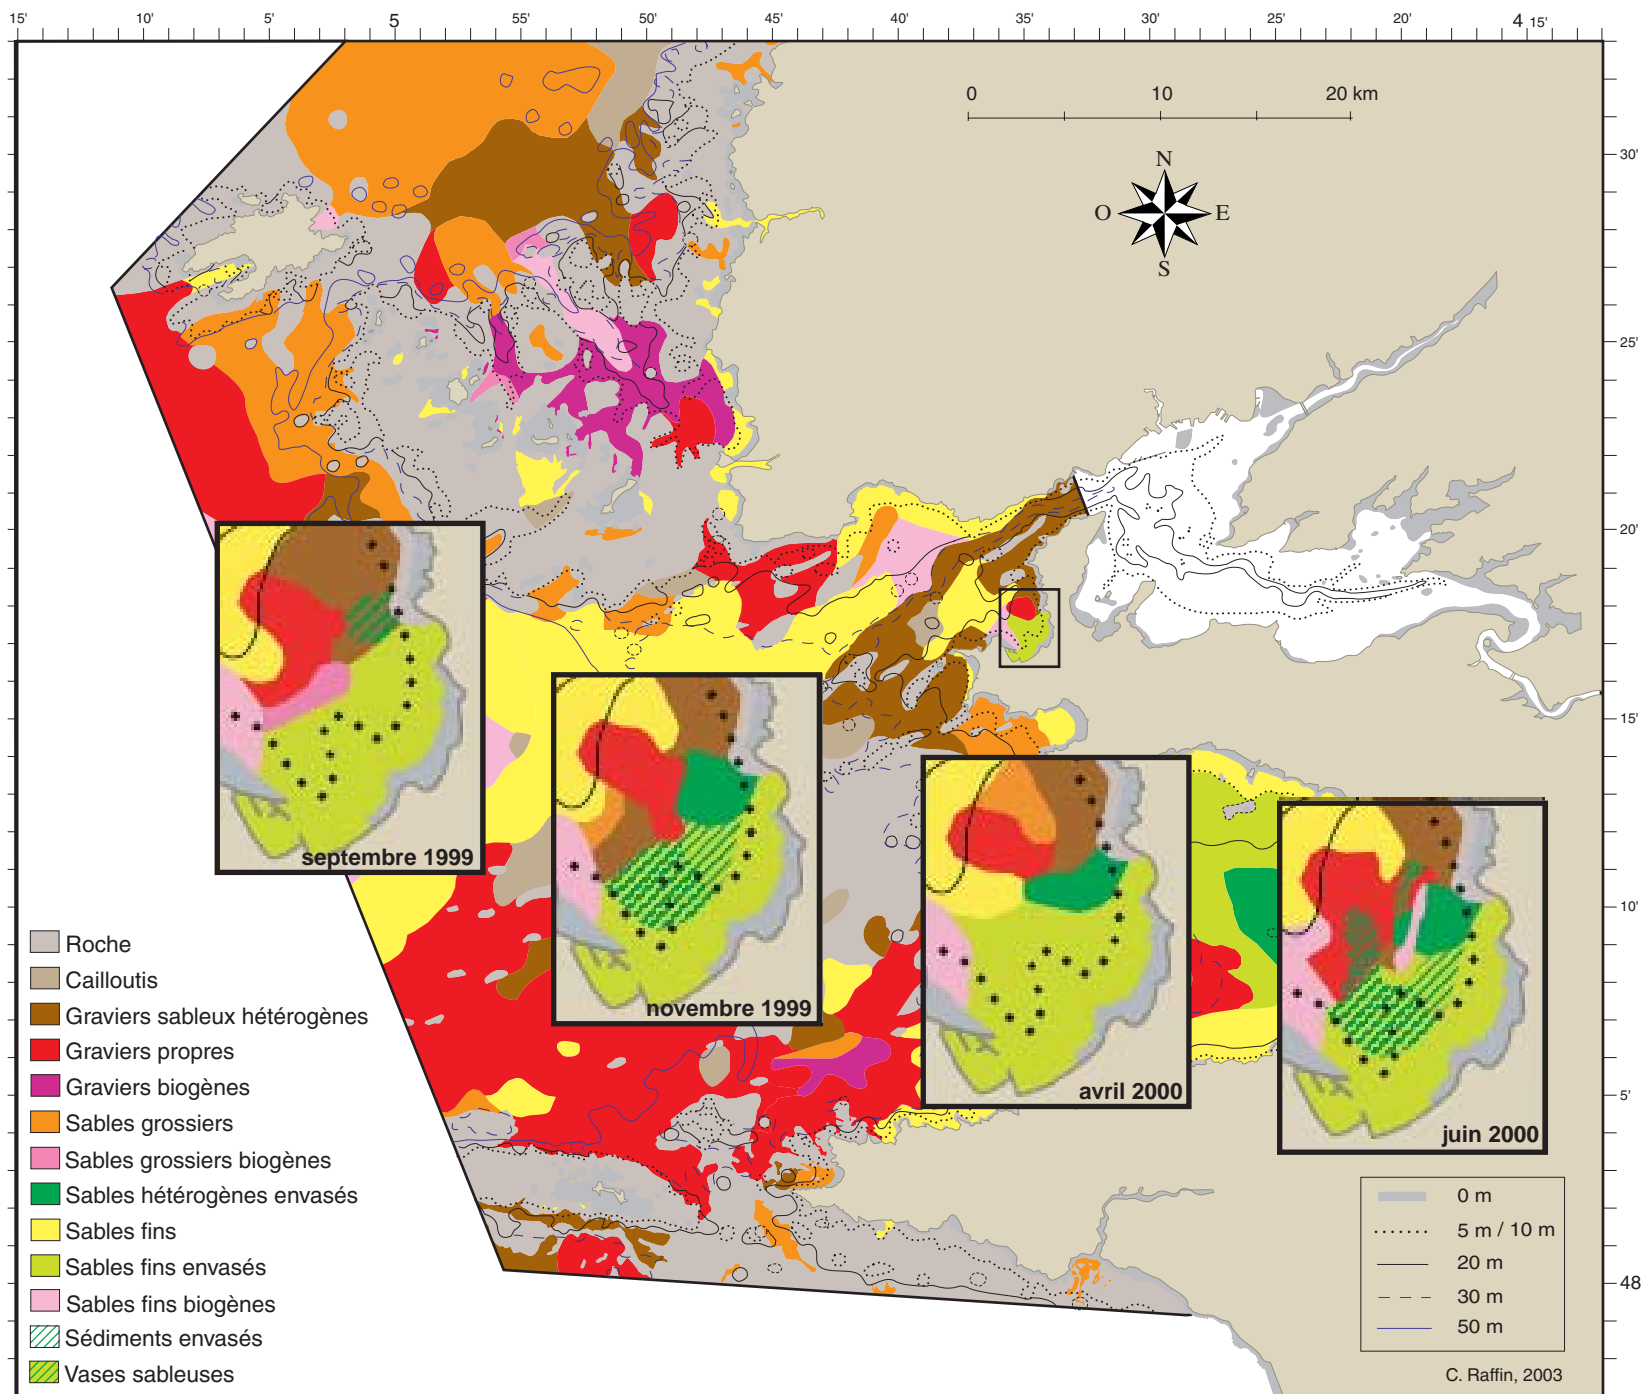 15' 10' 5' 5 55' 50' 45' 40' 35' 30' 25' 20' 4 15'
0 10 20 km
N
O E
S
30'
25'
20'
15'
10'
5'
48
septembre 1999
novembre 1999
avril 2000
juin 2000
Roche
Cailloutis
Graviers sableux hétérogènes
Graviers propres
Graviers biogènes
Sables grossiers
Sables grossiers biogènes
Sables hétérogènes envasés
Sables fins
Sables fins envasés
Sables fins biogènes
Sédiments envasés
Vases sableuses
0 m
5 m / 10 m
20 m
30 m
50 m
C. Raffin, 2003